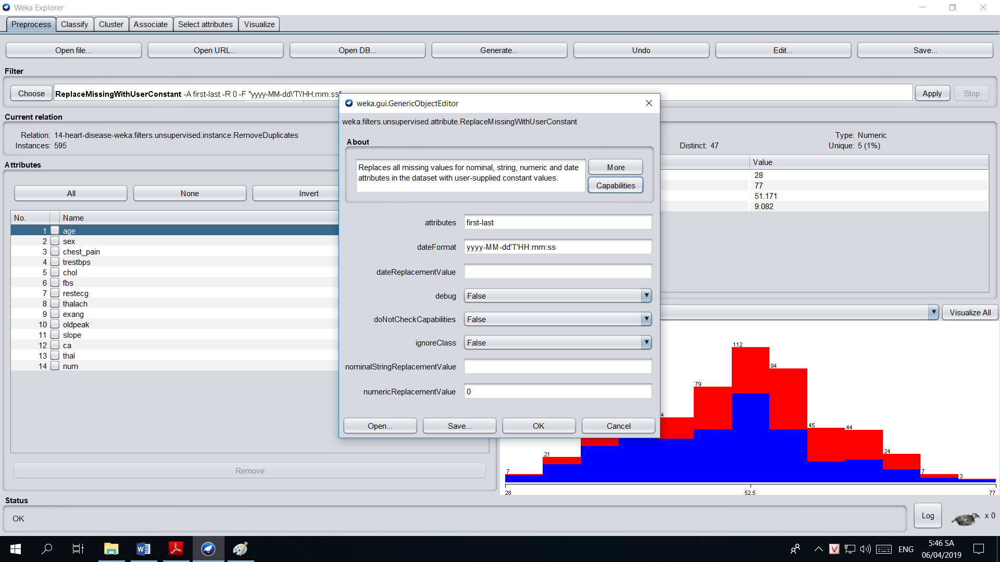 Weka Explorer
Preprocess Classify Cluster Associate Select attributes Visualize
Open file... Open URL... Open DB... Generate... Undo Edit... Save...
Filter
Choose ReplaceMissingWithUserConstant -A first-last -R 0 -F "yyyy-MM-dd\'T\'HH:mm:ss" Apply Stop
Current relation
Relation: 14-heart-disease-weka.filters.unsupervised.instance.RemoveDuplicates
Instances: 595
Attributes
All None Invert
No. Name
1 age
2 sex
3 chest_pain
4 trestbps
5 chol
6 fbs
7 restecg
8 thalach
9 exang
10 oldpeak
11 slope
12 ca
13 thal
14 num
Remove
weka.gui.GenericObjectEditor
weka.filters.unsupervised.attribute.ReplaceMissingWithUserConstant
About
Replaces all missing values for nominal, string, numeric and date
attributes in the dataset with user-supplied constant values.
More
Capabilities
attributes first-last
dateFormat yyyy-MM-dd'T'HH:mm:ss
dateReplacementValue
debug False
doNotCheckCapabilities False
ignoreClass False
nominalStringReplacementValue
numericReplacementValue 0
Open... Save... OK Cancel
Type: Numeric
Distinct: 47 Unique: 5 (1%)
Value
28
77
51.171
9.082
Visualize All
7
21
4
79
112
94
45
44
24
7
3
28 52.5 77
Status
OK
Log x 0
ENG
5:46 SA
06/04/2019